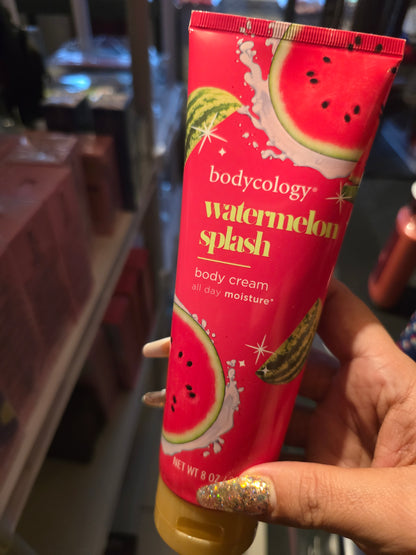 bodycology®
watermelon
splash
body cream
all day moisture*
NET WT 8 OZ